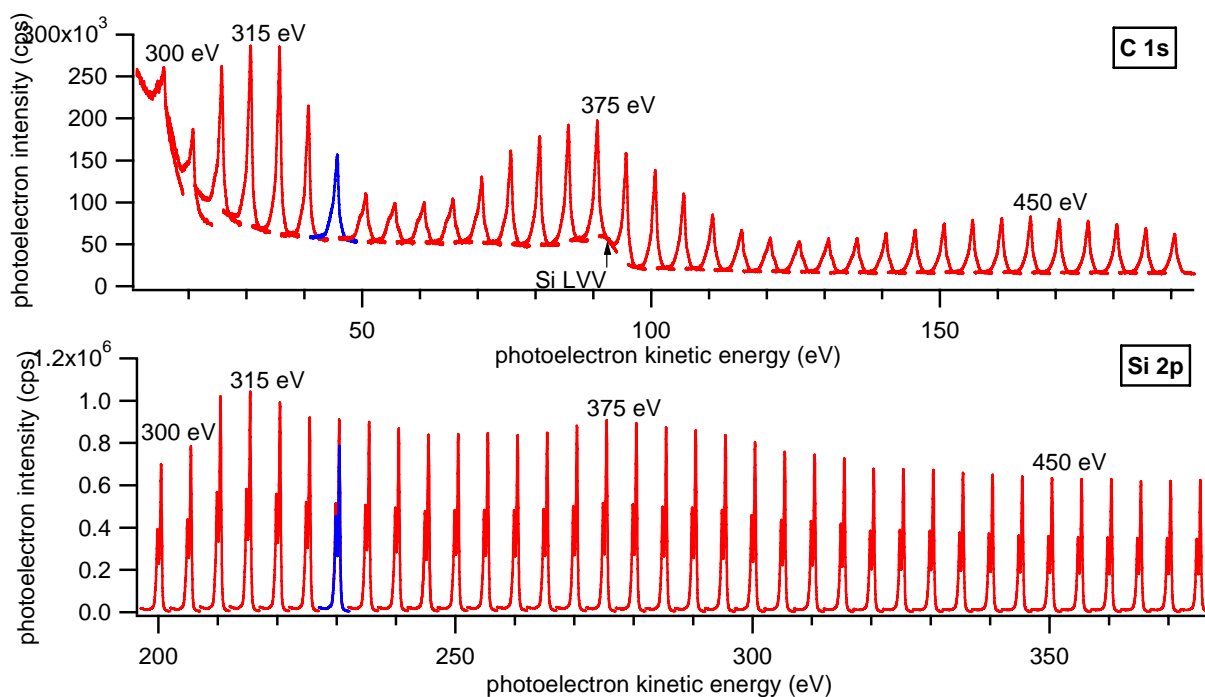 300x10³
300 eV
315 eV
375 eV
450 eV
C 1s
250
200
150
100
50
0
Si LVV
photoelectron intensity (cps)
50
100
150
photoelectron kinetic energy (eV)
1.2x10⁶
300 eV
315 eV
375 eV
450 eV
Si 2p
1.0
0.8
0.6
0.4
0.2
0.0
photoelectron intensity (cps)
200
250
300
350
photoelectron kinetic energy (eV)